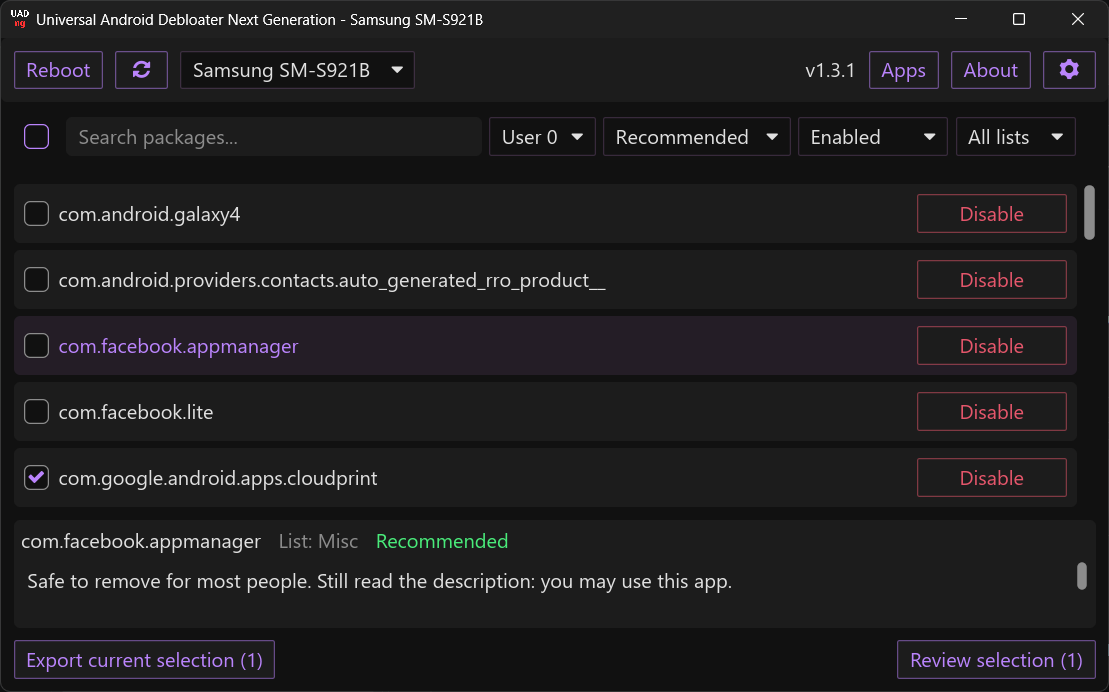 UAD ng Universal Android Debloater Next Generation - Samsung SM-S921B
Reboot Samsung SM-S921B v1.3.1 Apps About
Search packages... User 0 Recommended Enabled All lists
com.android.galaxy4 Disable
com.android.providers.contacts.auto_generated_rro_product__ Disable
com.facebook.appmanager Disable
com.facebook.lite Disable
com.google.android.apps.cloudprint Disable
com.facebook.appmanager List: Misc Recommended
Safe to remove for most people. Still read the description: you may use this app.
Export current selection (1) Review selection (1)